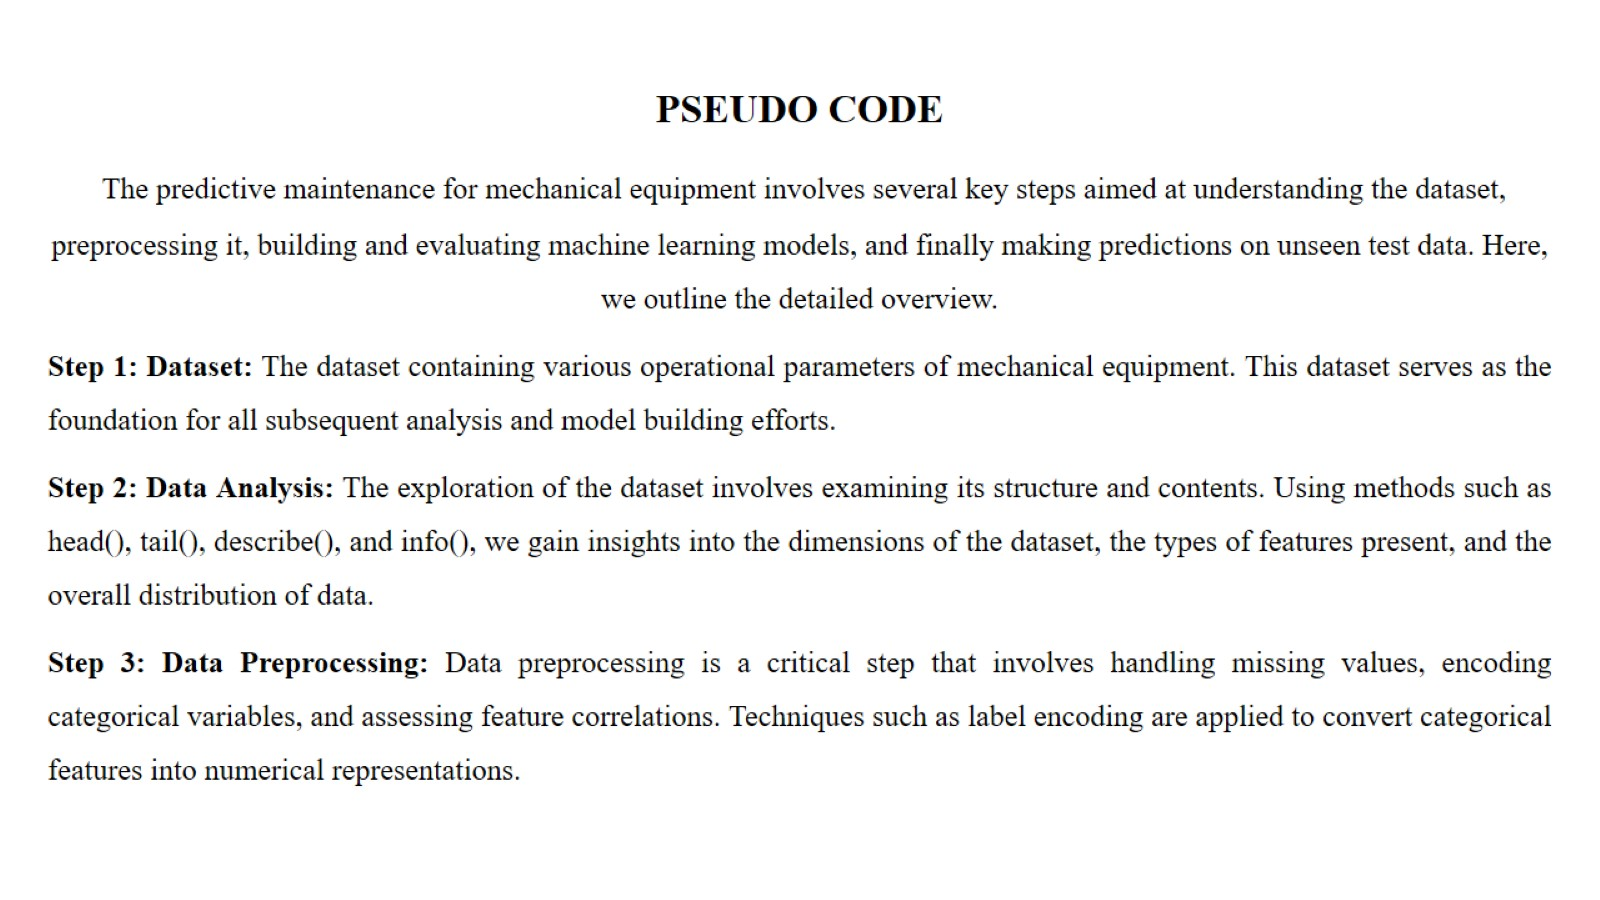 PSEUDO CODE
The predictive maintenance for mechanical equipment involves several key steps aimed at understanding the dataset,
preprocessing it, building and evaluating machine learning models, and finally making predictions on unseen test data. Here,
we outline the detailed overview.
Step 1: Dataset: The dataset containing various operational parameters of mechanical equipment. This dataset serves as the
foundation for all subsequent analysis and model building efforts.
Step 2: Data Analysis: The exploration of the dataset involves examining its structure and contents. Using methods such as
head(), tail(), describe(), and info(), we gain insights into the dimensions of the dataset, the types of features present, and the
overall distribution of data.
Step 3: Data Preprocessing: Data preprocessing is a critical step that involves handling missing values, encoding
categorical variables, and assessing feature correlations. Techniques such as label encoding are applied to convert categorical
features into numerical representations.